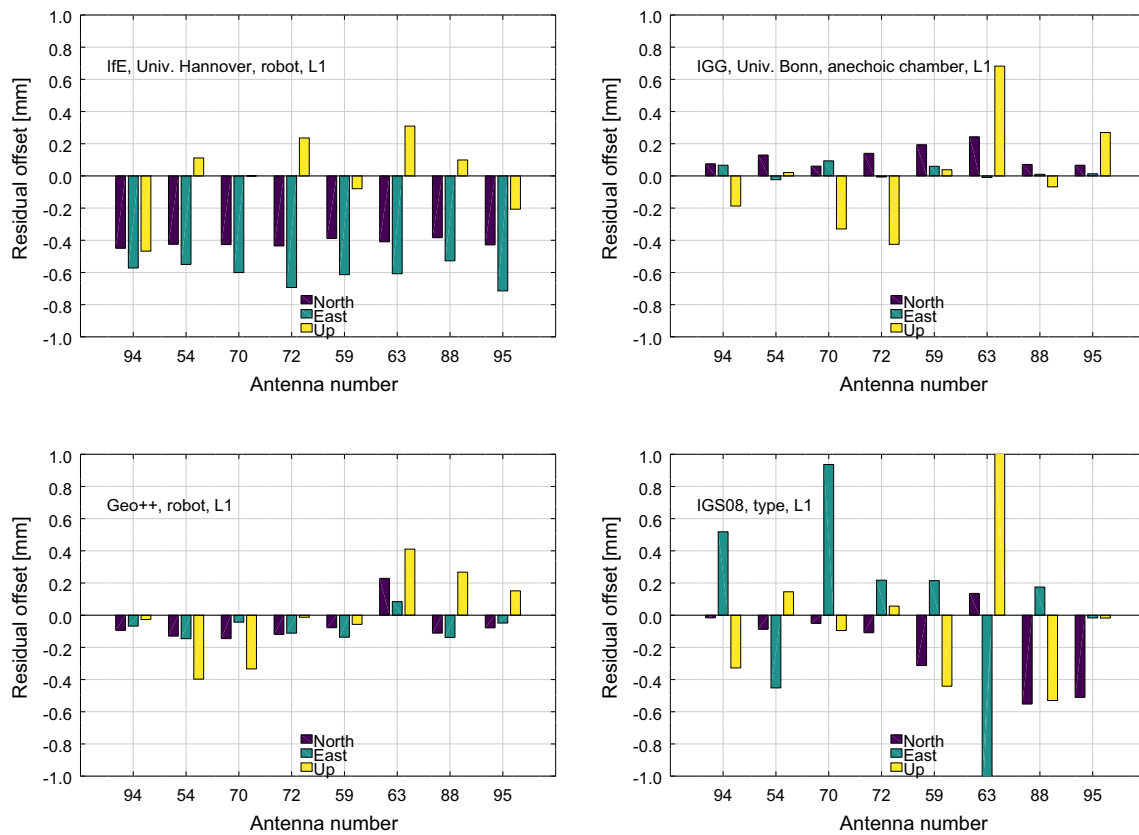 IfE, Univ. Hannover, robot, L1
Residual offset [mm]
1.0
0.8
0.6
0.4
0.2
0.0
-0.2
-0.4
-0.6
-0.8
-1.0
North
East
Up
94 54 70 72 59 63 88 95
Antenna number
IGG, Univ. Bonn, anechoic chamber, L1
Residual offset [mm]
1.0
0.8
0.6
0.4
0.2
0.0
-0.2
-0.4
-0.6
-0.8
-1.0
North
East
Up
94 54 70 72 59 63 88 95
Antenna number
Geo++, robot, L1
Residual offset [mm]
1.0
0.8
0.6
0.4
0.2
0.0
-0.2
-0.4
-0.6
-0.8
-1.0
North
East
Up
94 54 70 72 59 63 88 95
Antenna number
IGS08, type, L1
Residual offset [mm]
1.0
0.8
0.6
0.4
0.2
0.0
-0.2
-0.4
-0.6
-0.8
-1.0
North
East
Up
94 54 70 72 59 63 88 95
Antenna number